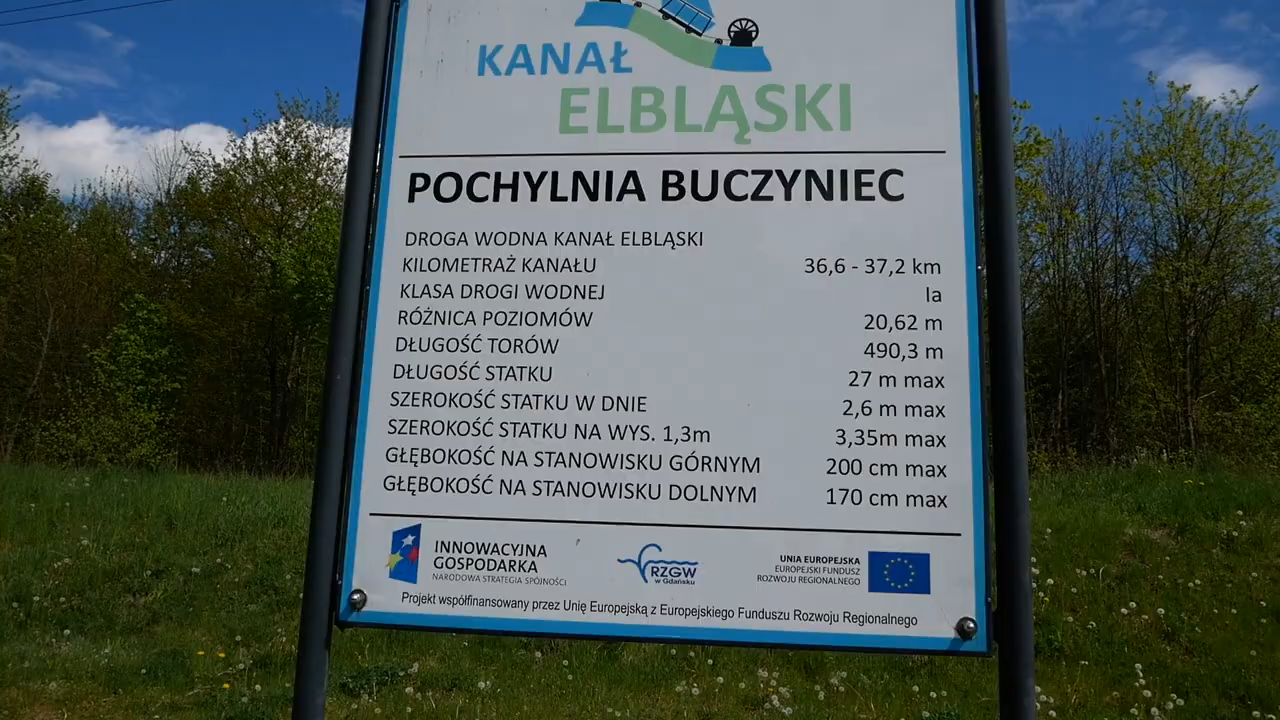 KANAŁ
ELBLĄSKI
POCHYLNIA BUCZYNIEC
DROGA WODNA KANAŁ ELBLĄSKI
KILOMETRAŻ KANAŁU 36,6 - 37,2 km
KLASA DROGI WODNEJ Ia
RÓŻNICA POZIOMÓW 20,62 m
DŁUGOŚĆ TORÓW 490,3 m
DŁUGOŚĆ STATKU 27 m max
SZEROKOŚĆ STATKU W DNIE 2,6 m max
SZEROKOŚĆ STATKU NA WYS. 1,3m 3,35m max
GŁĘBOKOŚĆ NA STANOWISKU GÓRNYM 200 cm max
GŁĘBOKOŚĆ NA STANOWISKU DOLNYM 170 cm max
INNOWACYJNA
GOSPODARKA
NARODOWA STRATEGIA SPÓJNOŚCI
RZGW
w Gdańsku
UNIA EUROPEJSKA
EUROPEJSKI FUNDUSZ
ROZWOJU REGIONALNEGO
Projekt współfinansowany przez Unię Europejską z Europejskiego Funduszu Rozwoju Regionalnego